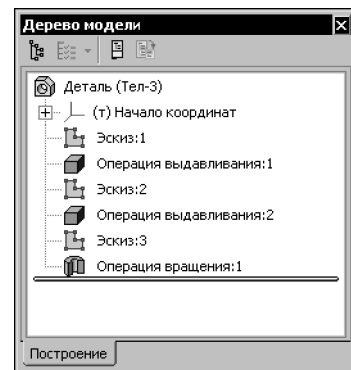 Дерево модели
Деталь (Тел-3)
(т) Начало координат
Эскиз:1
Операция выдавливания:1
Эскиз:2
Операция выдавливания:2
Эскиз:3
Операция вращения:1
Построение